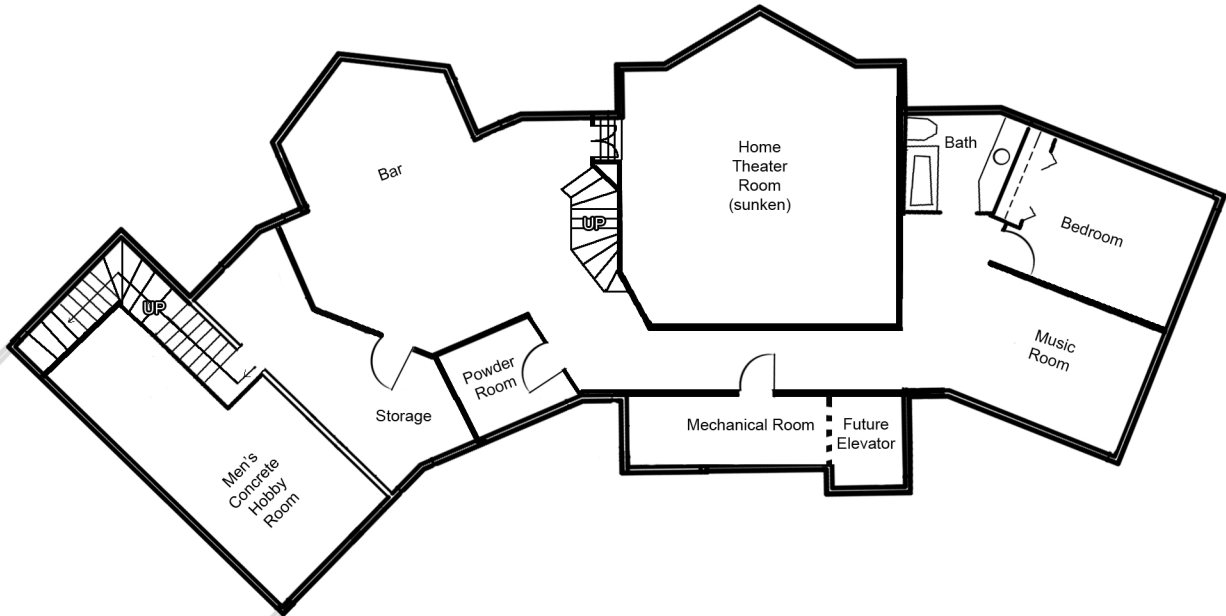 Bar
Home
Theater
Room
(sunken)
Bath
Bedroom
UP
UP
Music
Room
Powder
Room
Storage
Mechanical Room
Future
Elevator
Men's
Concrete
Hobby
Room